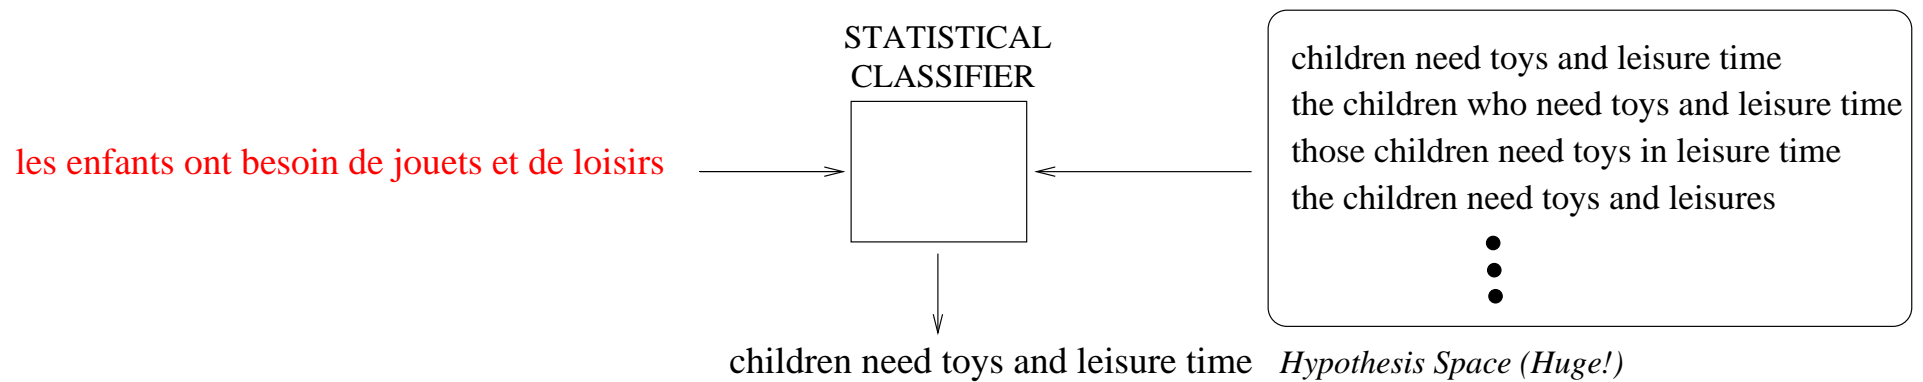 STATISTICAL
CLASSIFIER
les enfants ont besoin de jouets et de loisirs
children need toys and leisure time
the children who need toys and leisure time
those children need toys in leisure time
the children need toys and leisures
children need toys and leisure time
Hypothesis Space (Huge!)